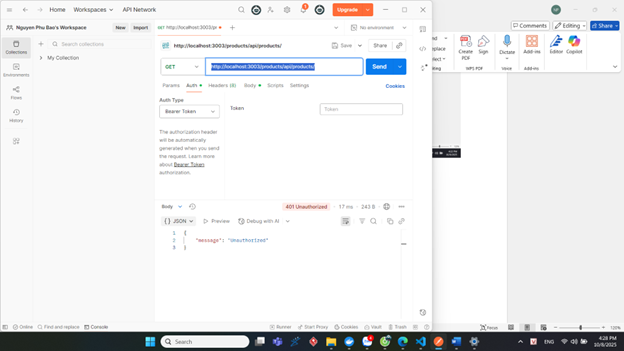 Home Workspaces API Network
Upgrade
Nguyen Phu Bao's Workspace
New Import
GET http://localhost:3003/pr
No environment
Collections
Environments
Flows
History
Search collections
My Collection
http://localhost:3003/products/api/products/
Save Share
GET
http://localhost:3003/products/api/products/
Send
Params Auth Headers (8) Body Scripts Settings
Cookies
Auth Type
Bearer Token
The authorization header
will be automatically
generated when you send
the request. Learn more
about Bearer Token
authorization.
Token
Token
Body
401 Unauthorized 17 ms 243 B
{} JSON Preview Debug with AI
1 {
2 "message": "Unauthorized"
3 }
Online Find and replace Console
Runner Start Proxy Cookies Vault Trash
Comments Editing Share
Create
PDF
Sign
WPS PDF
Dictate
Voice
Add-ins
Add-ins
Editor Copilot
Focus
120%
Search
ENG
4:28 PM
10/8/2025